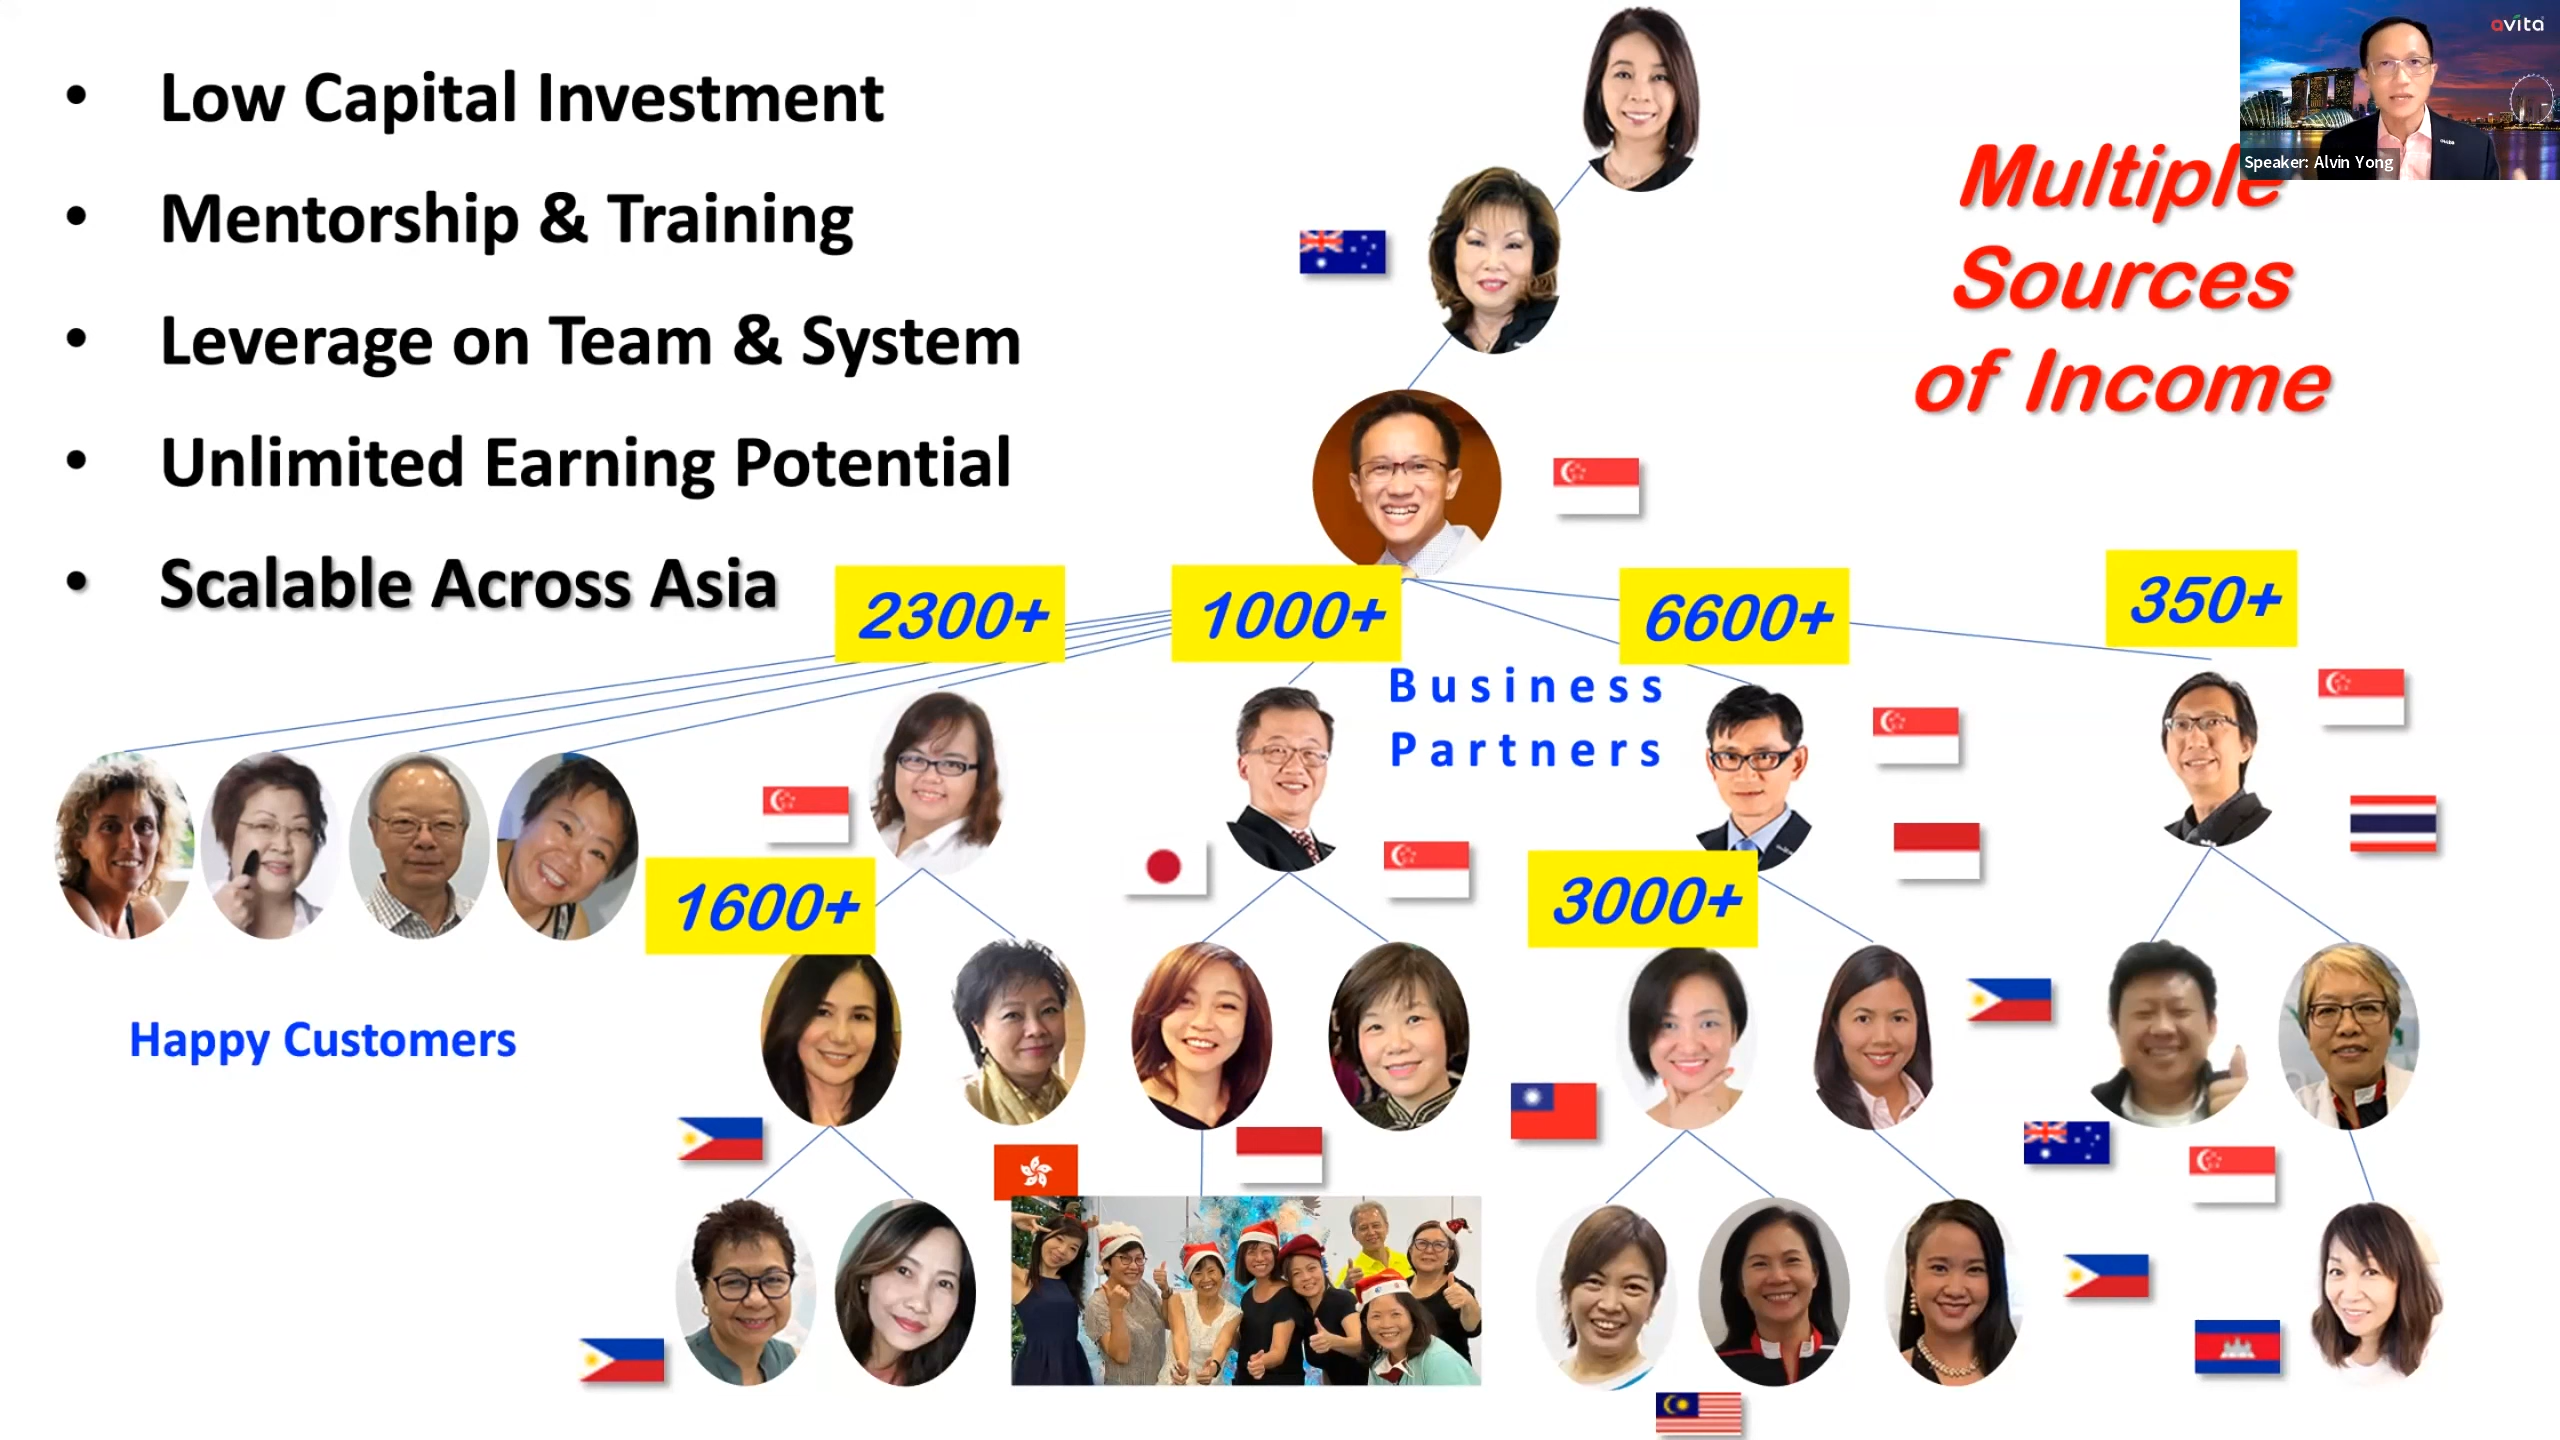 avita
Speaker: Alvin Yong
• Low Capital Investment
• Mentorship & Training
• Leverage on Team & System
• Unlimited Earning Potential
• Scalable Across Asia
Multiple
Sources
of Income
2300+
1000+
6600+
350+
Business
Partners
1600+
3000+
Happy Customers